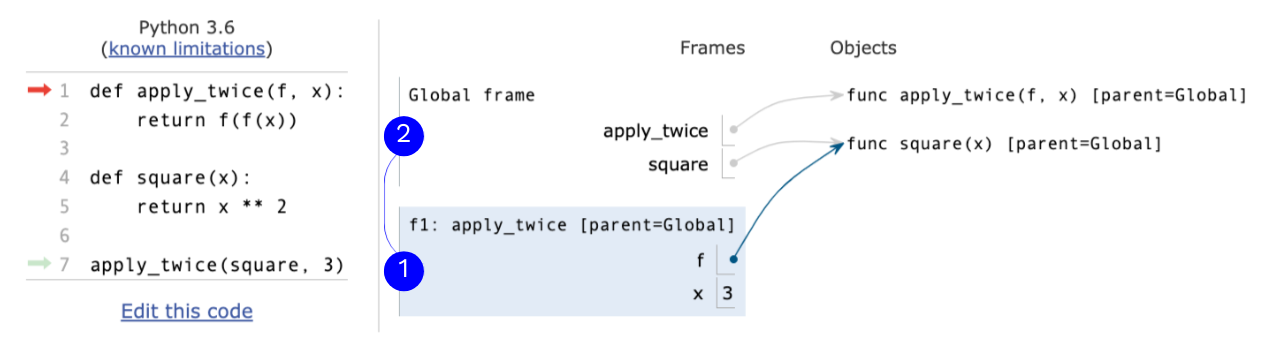 Python 3.6
(known limitations)
1 def apply_twice(f, x):
2     return f(f(x))
3
4 def square(x):
5     return x ** 2
6
7 apply_twice(square, 3)
Edit this code
Frames Objects
Global frame
apply_twice
square
func apply_twice(f, x) [parent=Global]
func square(x) [parent=Global]
2
f1: apply_twice [parent=Global]
f
x 3
1